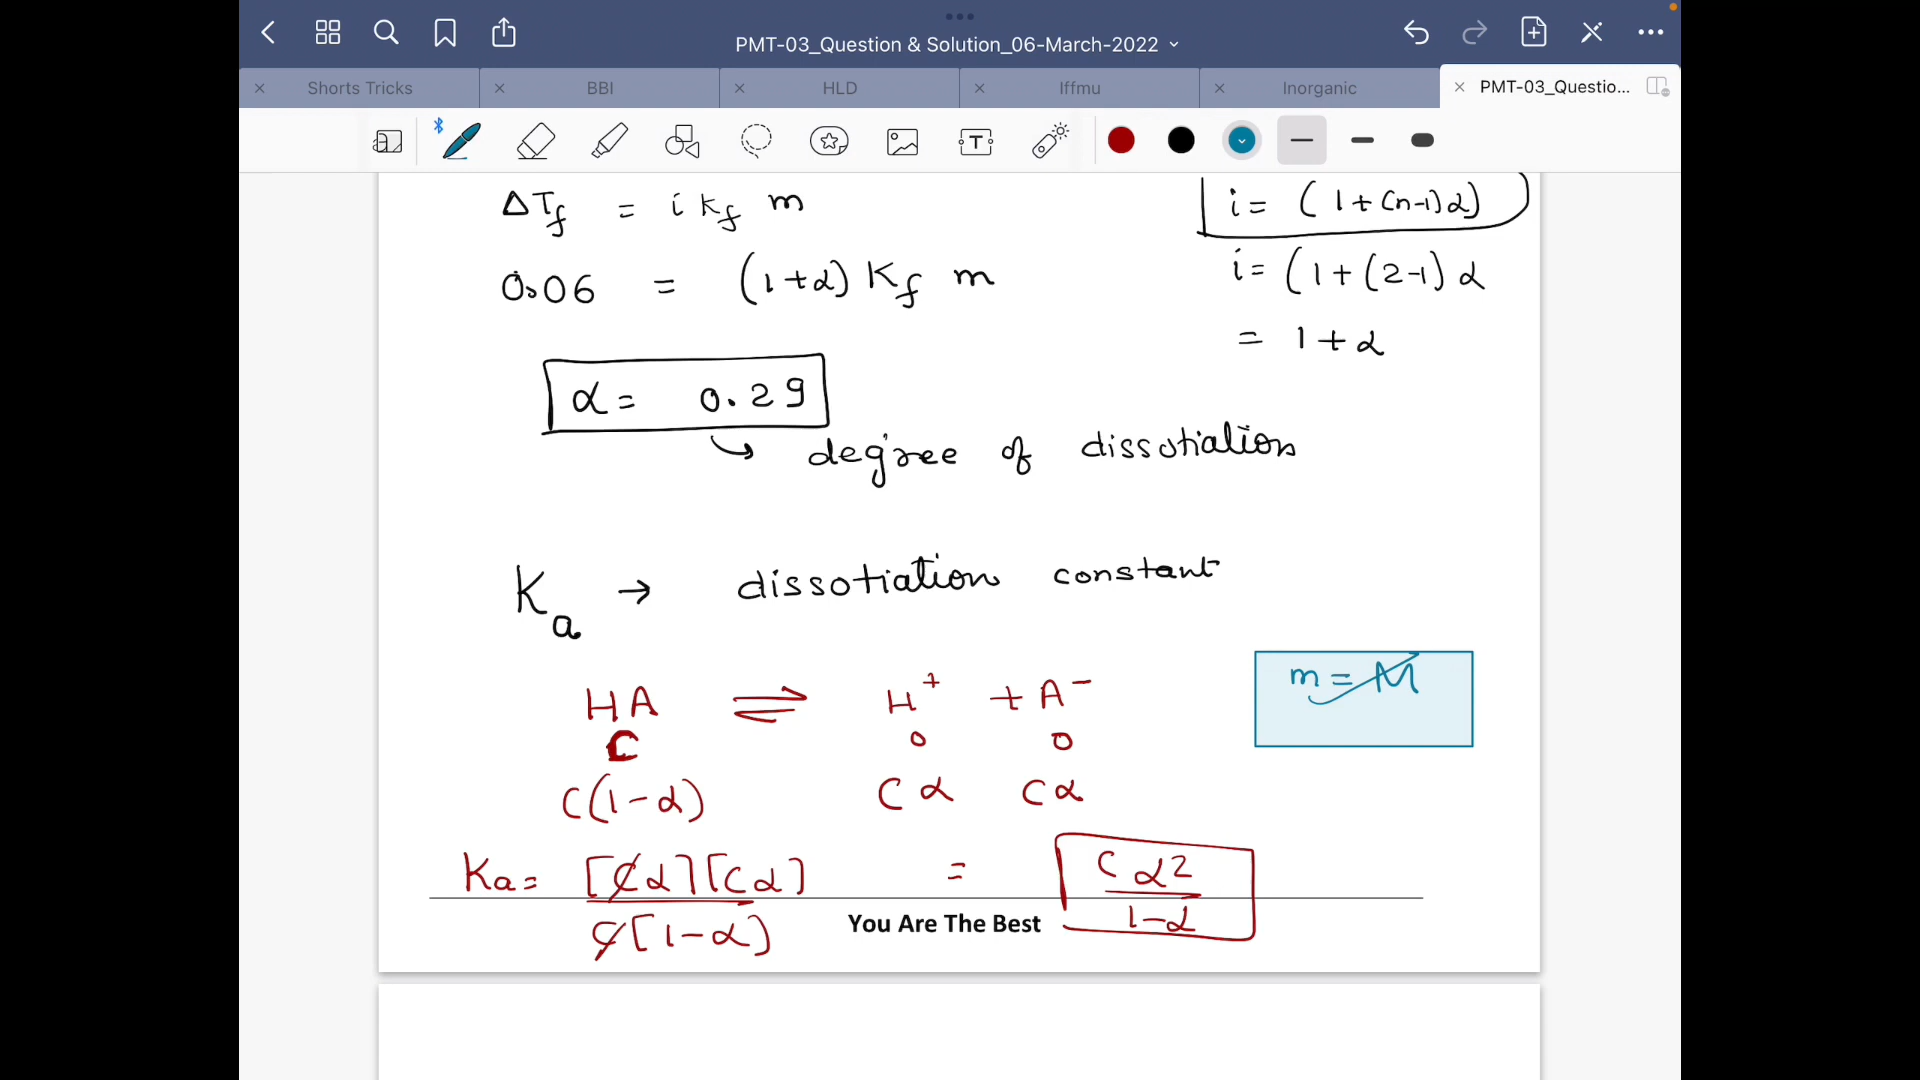 PMT-03_Question & Solution_06-March-2022
Shorts Tricks
BBI
HLD
Iffmu
Inorganic
PMT-03_Questio...
T
ΔTf = i kf m
i = (1+(n-1)α)
0.06 = (1+α) Kf m
i = (1+(2-1)α
= 1+α
α = 0.29
degree of dissotiation
Ka → dissotiation constant
m = M
HA ⇌ H⁺ + A⁻
C 0 0
C(1-α) Cα Cα
Ka = [Cα][Cα] / C[1-α) = Cα2 / 1-α
You Are The Best